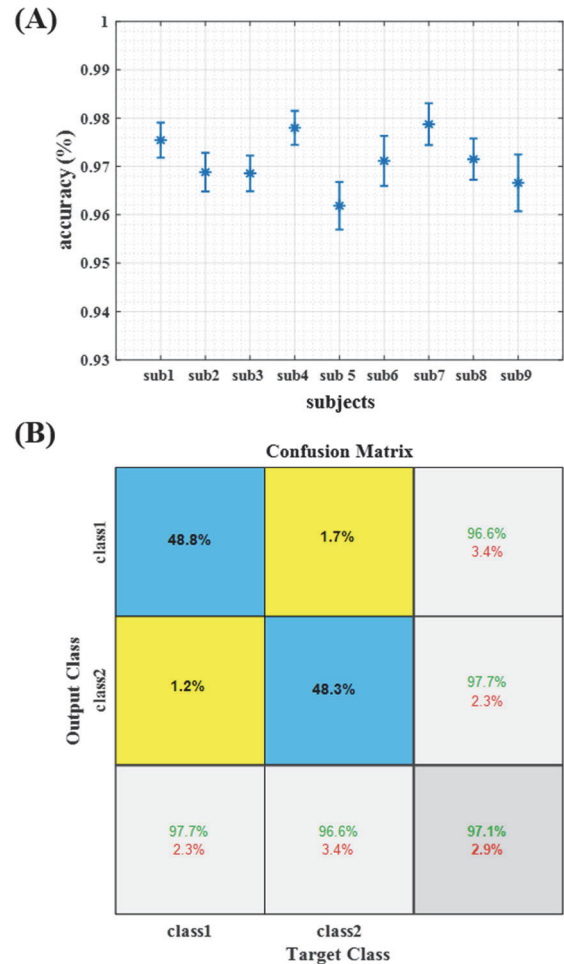 (A)
accuracy (%)
1
0.99
0.98
0.97
0.96
0.95
0.94
0.93
sub1 sub2 sub3 sub4 sub 5 sub6 sub7 sub8 sub9
subjects
(B)
Confusion Matrix
Output Class
class1
48.8% 1.7% 96.6%
3.4%
class2
1.2% 48.3% 97.7%
2.3%
97.7% 96.6% 97.1%
2.3% 3.4% 2.9%
class1 class2
Target Class